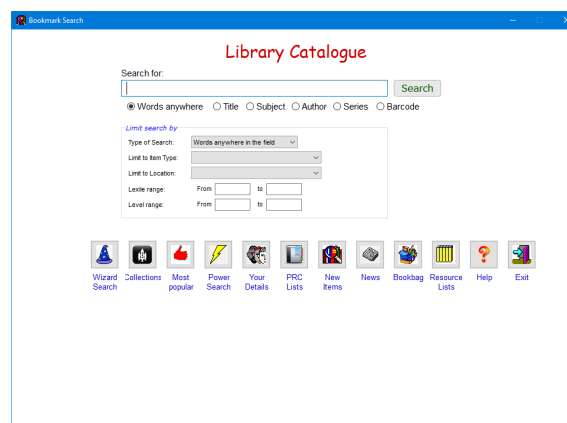 Bookmark Search
Library Catalogue
Search for:
Search
Words anywhere Title Subject Author Series Barcode
Limit search by
Type of Search: Words anywhere in the field
Limit to Item Type:
Limit to Location:
Lexile range: From to
Level range: From to
Wizard Search
Collections
Most popular
Power Search
Your Details
PRC Lists
New Items
News
Bookbag
Resource Lists
Help
Exit